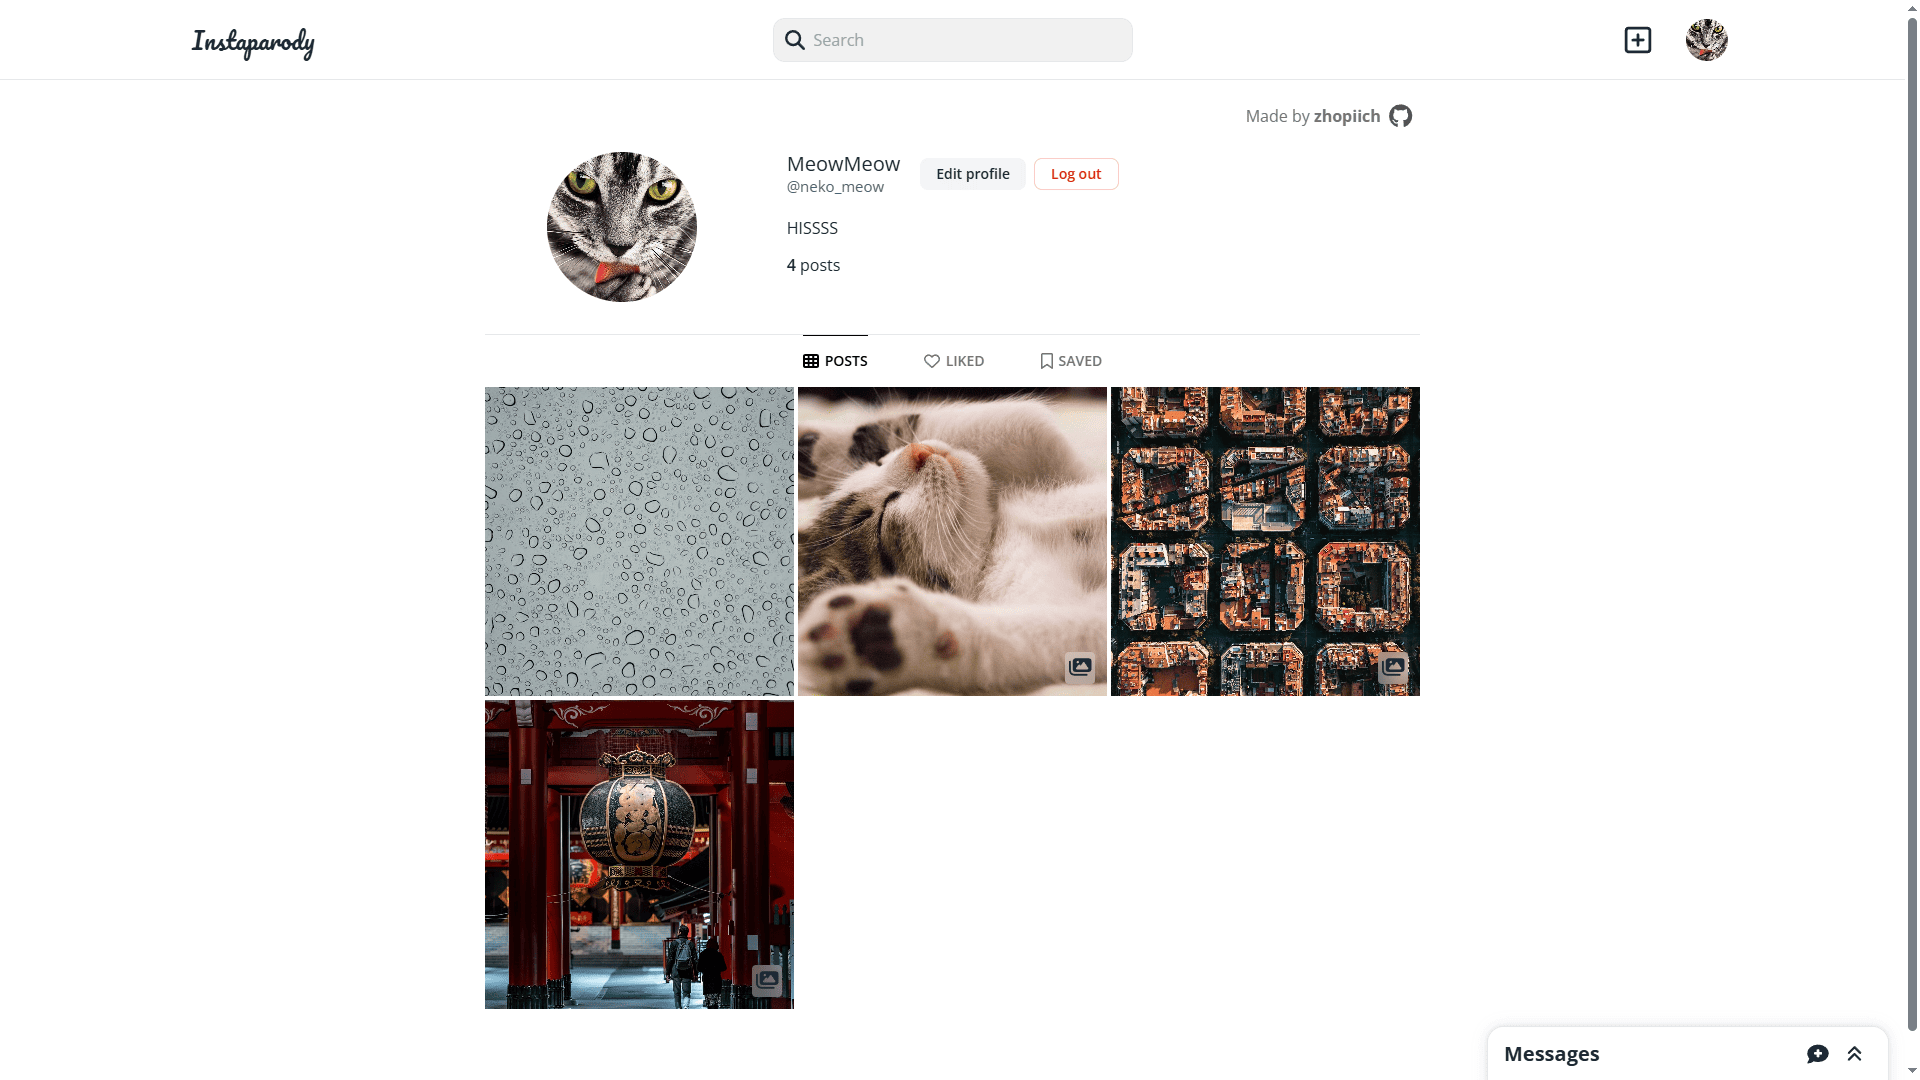 Instaparody
Search
Made by zhopiich
MeowMeow
@neko_meow
Edit profile
Log out
HISSSS
4 posts
POSTS
LIKED
SAVED
Messages